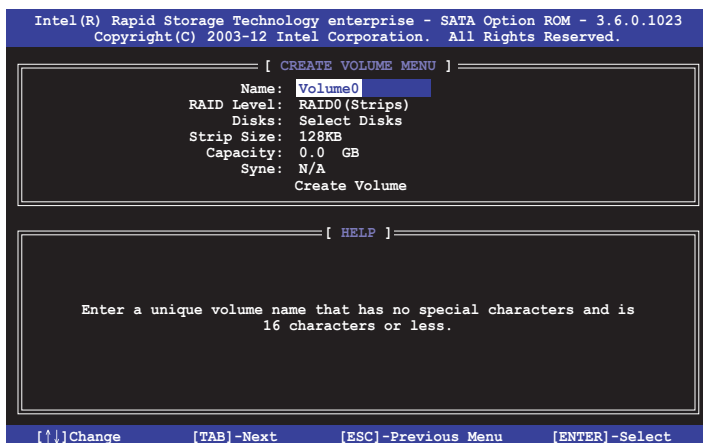 Intel(R) Rapid Storage Technology enterprise - SATA Option ROM - 3.6.0.1023
Copyright(C) 2003-12 Intel Corporation. All Rights Reserved.
[ CREATE VOLUME MENU ]
Name: Volume0
RAID Level: RAID0(Strips)
Disks: Select Disks
Strip Size: 128KB
Capacity: 0.0 GB
Syne: N/A
Create Volume
[ HELP ]
Enter a unique volume name that has no special characters and is
16 characters or less.
[↑↓]Change [TAB]-Next [ESC]-Previous Menu [ENTER]-Select